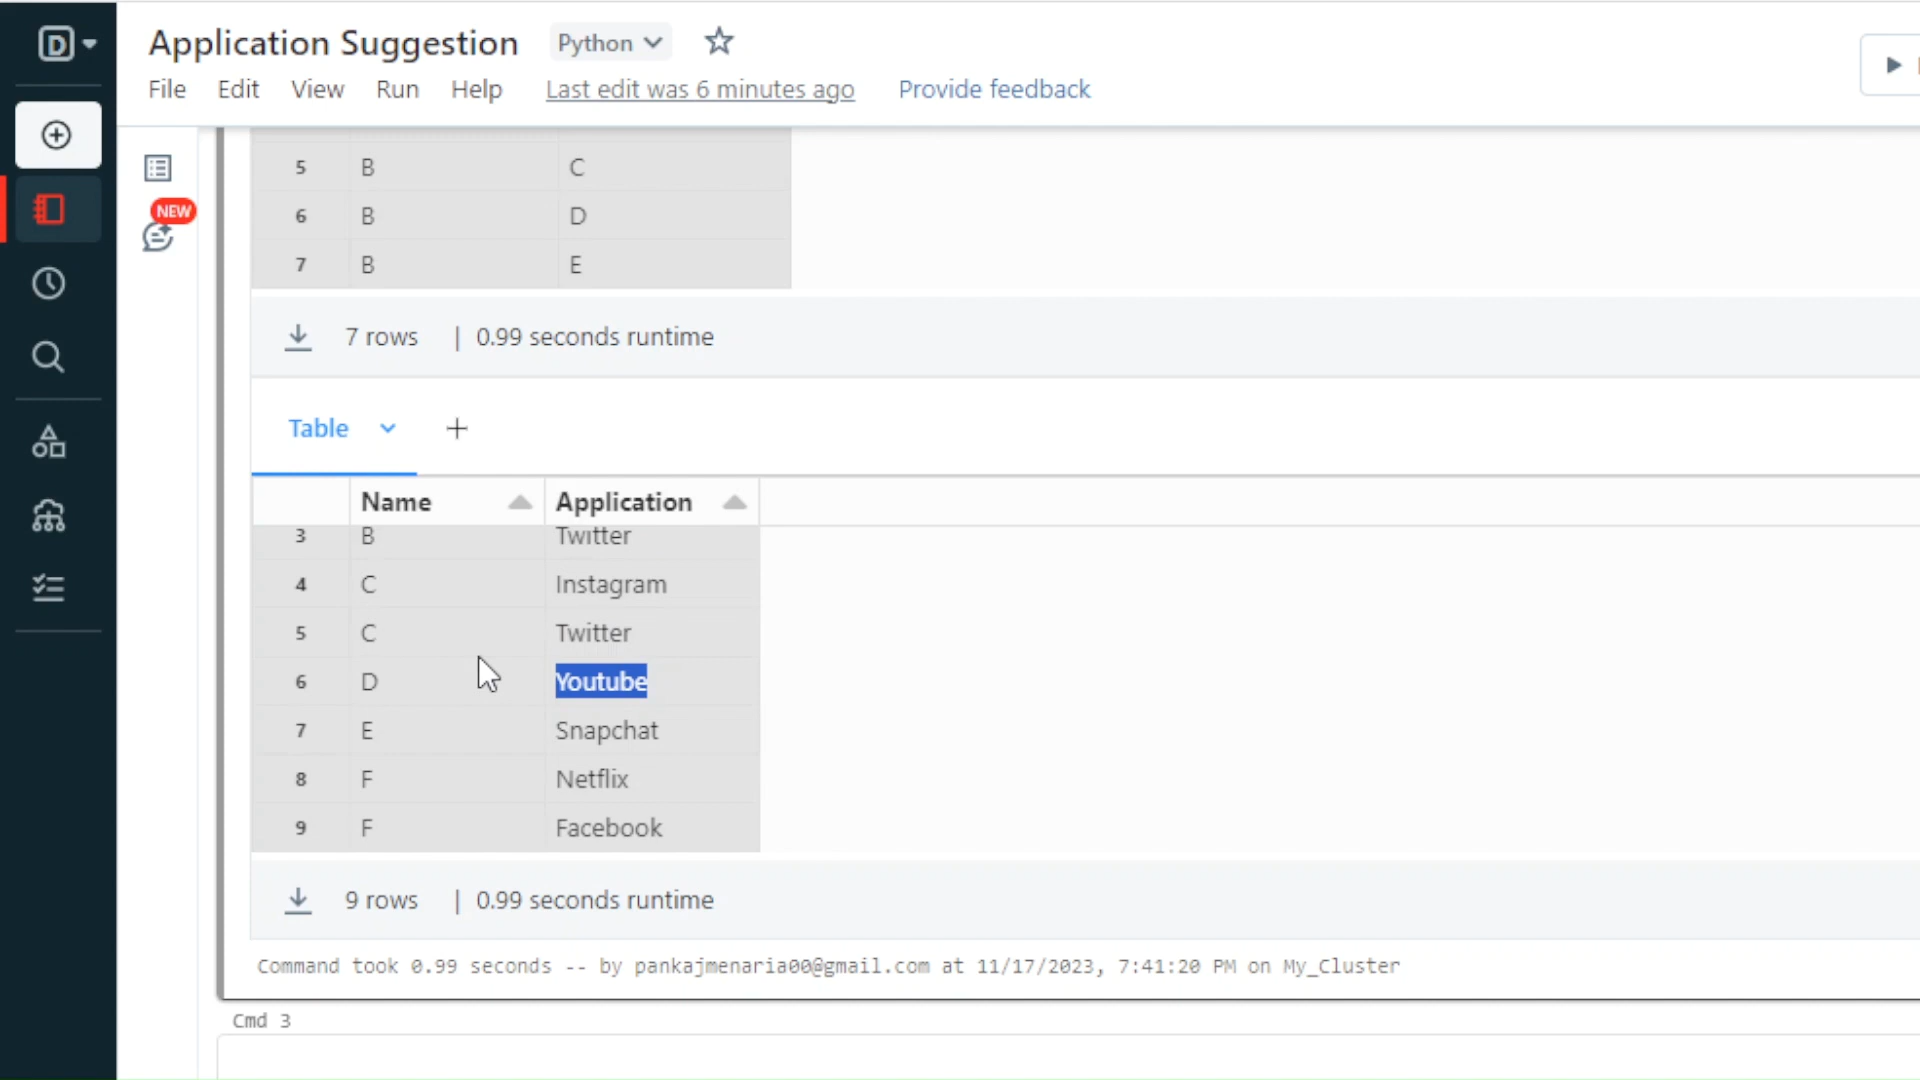 D
Application Suggestion Python
File Edit View Run Help Last edit was 6 minutes ago Provide feedback
NEW
5 B C
6 B D
7 B E
7 rows | 0.99 seconds runtime
Table +
Name Application
3 B Twitter
4 C Instagram
5 C Twitter
6 D Youtube
7 E Snapchat
8 F Netflix
9 F Facebook
9 rows | 0.99 seconds runtime
Command took 0.99 seconds -- by pankajmenaria00@gmail.com at 11/17/2023, 7:41:20 PM on My_Cluster
Cmd 3